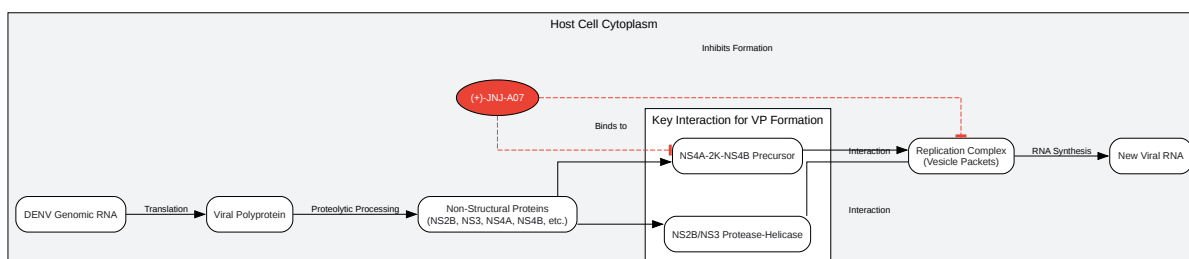 Host Cell Cytoplasm
Inhibits Formation
(+)-JNJ-A07
Binds to
Key Interaction for VP Formation
NS4A-2K-NS4B Precursor
Interaction
Replication Complex
(Vesicle Packets)
RNA Synthesis
New Viral RNA
DENV Genomic RNA
Translation
Viral Polyprotein
Proteolytic Processing
Non-Structural Proteins
(NS2B, NS3, NS4A, NS4B, etc.)
NS2B/NS3 Protease-Helicase
Interaction